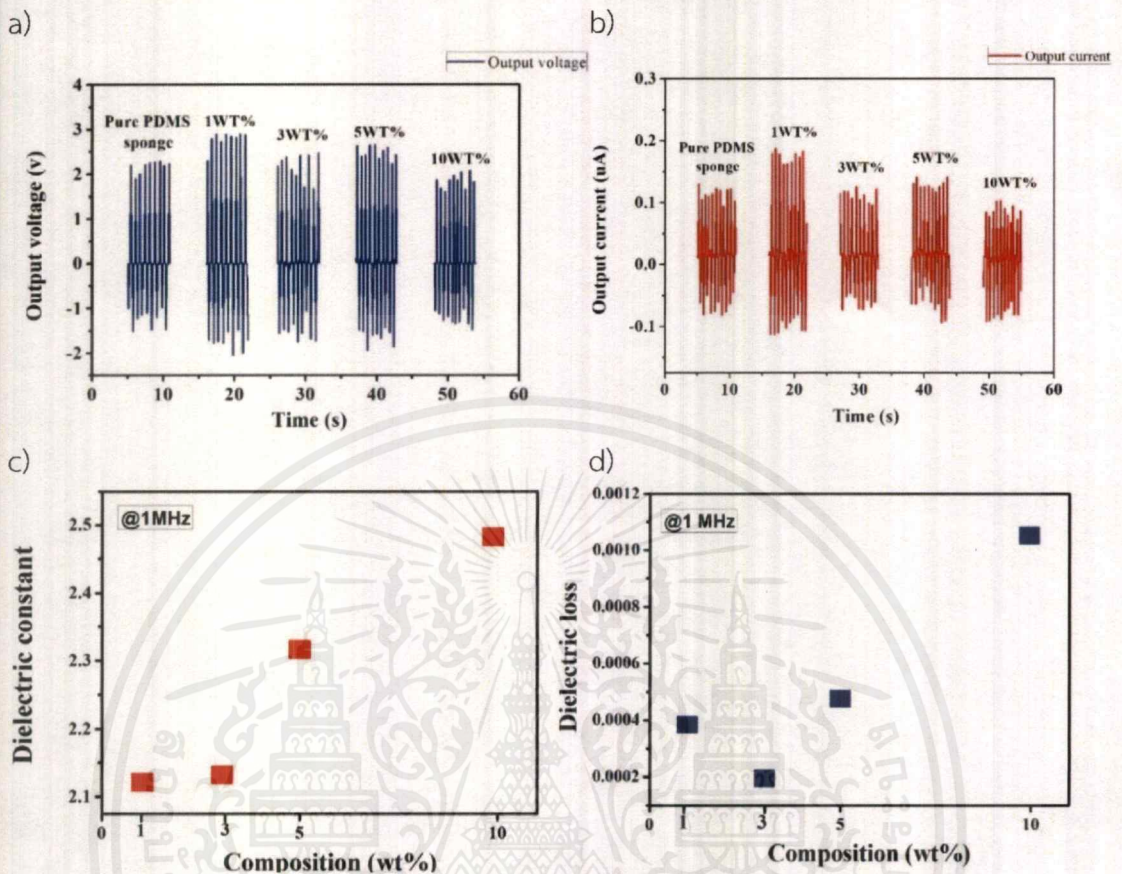 a)
Output voltage
4
3
2
1
0
-1
-2
Output voltage (v)
Pure PDMS
sponge
1WT%
3WT%
5WT%
10WT%
0
10
20
30
40
50
60
Time (s)
b)
Output current
0.3
0.2
0.1
0.0
-0.1
Output current (uA)
Pure PDMS
sponge
1WT%
3WT%
5WT%
10WT%
0
10
20
30
40
50
60
Time (s)
c)
@1MHz
2.5
2.4
2.3
2.2
2.1
Dielectric constant
0
1
3
5
10
Composition (wt%)
d)
@1 MHz
0.0012
0.0010
0.0008
0.0006
0.0004
0.0002
Dielectric loss
0
1
3
5
10
Composition (wt%)